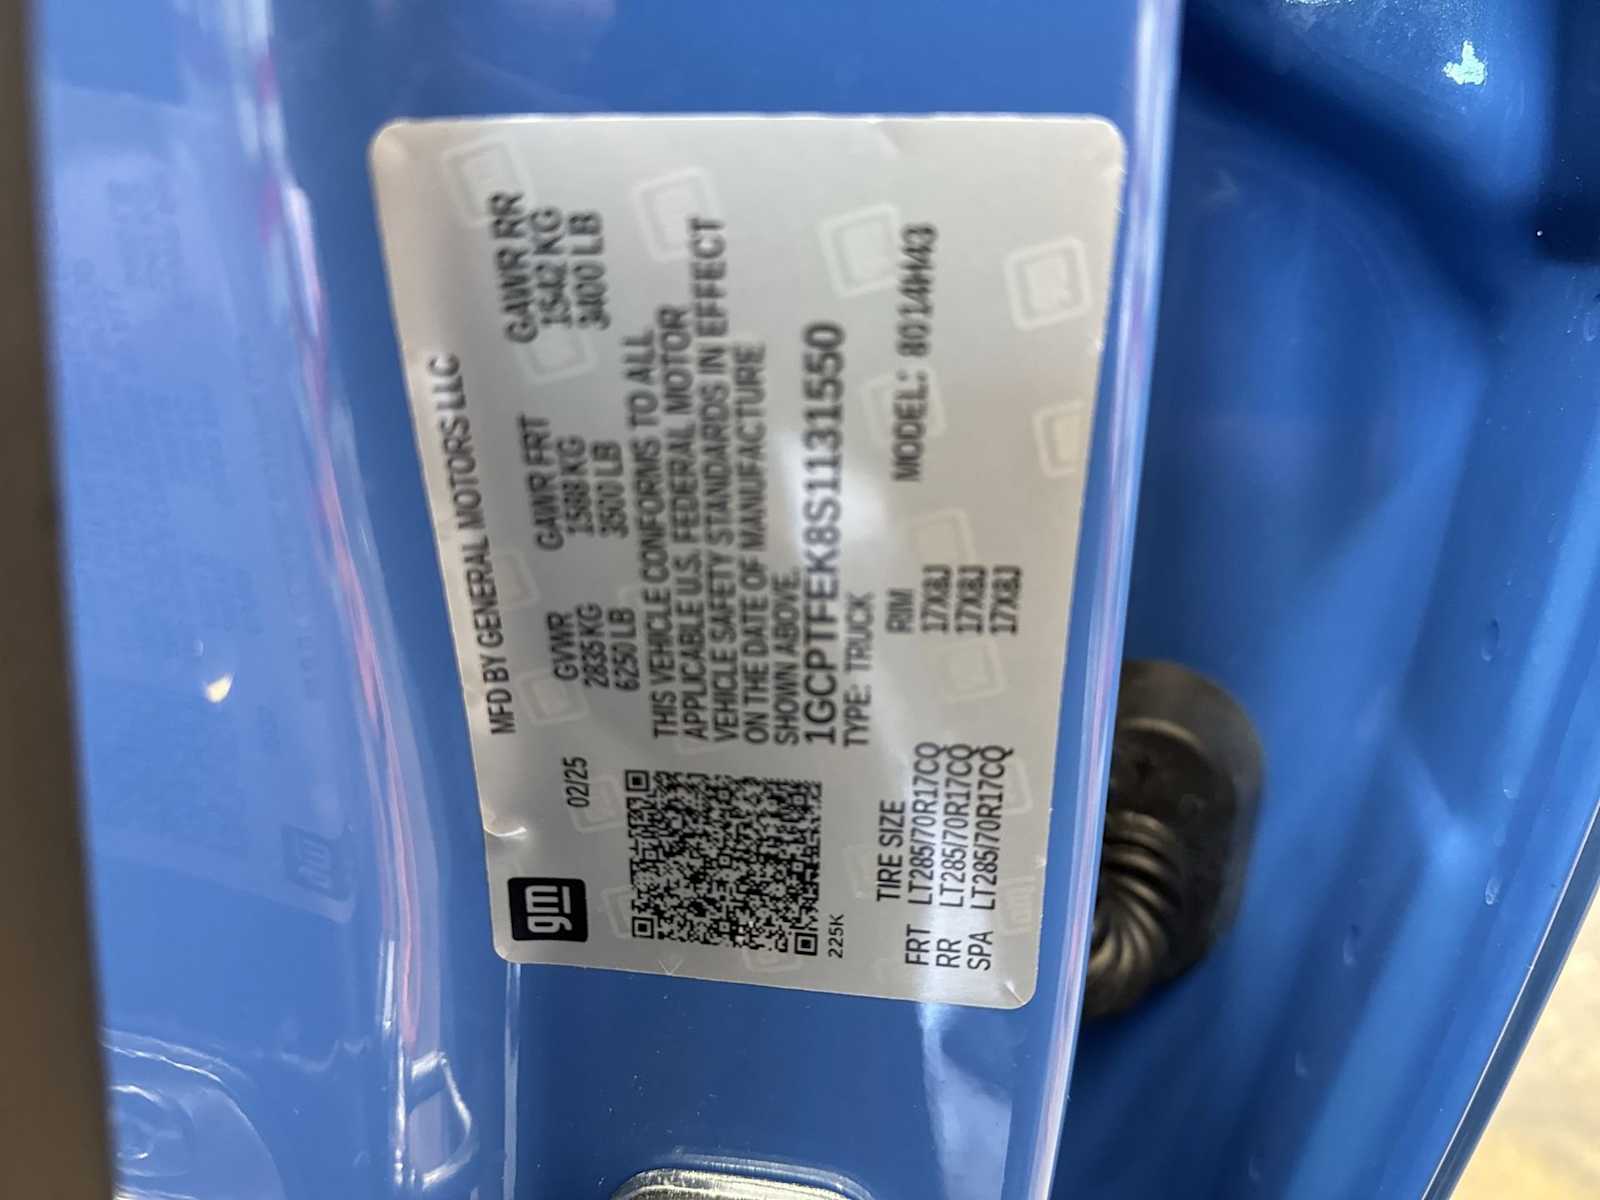 MFD BY GENERAL MOTORS LLC
gm
02/25
GVWR GAWR FRT GAWR RR
2835 KG 1588 KG 1542 KG
6250 LB 3500 LB 3400 LB
THIS VEHICLE CONFORMS TO ALL
APPLICABLE U.S. FEDERAL MOTOR
VEHICLE SAFETY STANDARDS IN EFFECT
ON THE DATE OF MANUFACTURE
SHOWN ABOVE.
1GCPTFEK8S1131550
225K
TYPE: TRUCK MODEL: 8014H43
TIRE SIZE RIM
FRT LT285/70R17CQ 17X8J
RR LT285/70R17CQ 17X8J
SPA LT285/70R17CQ 17X8J